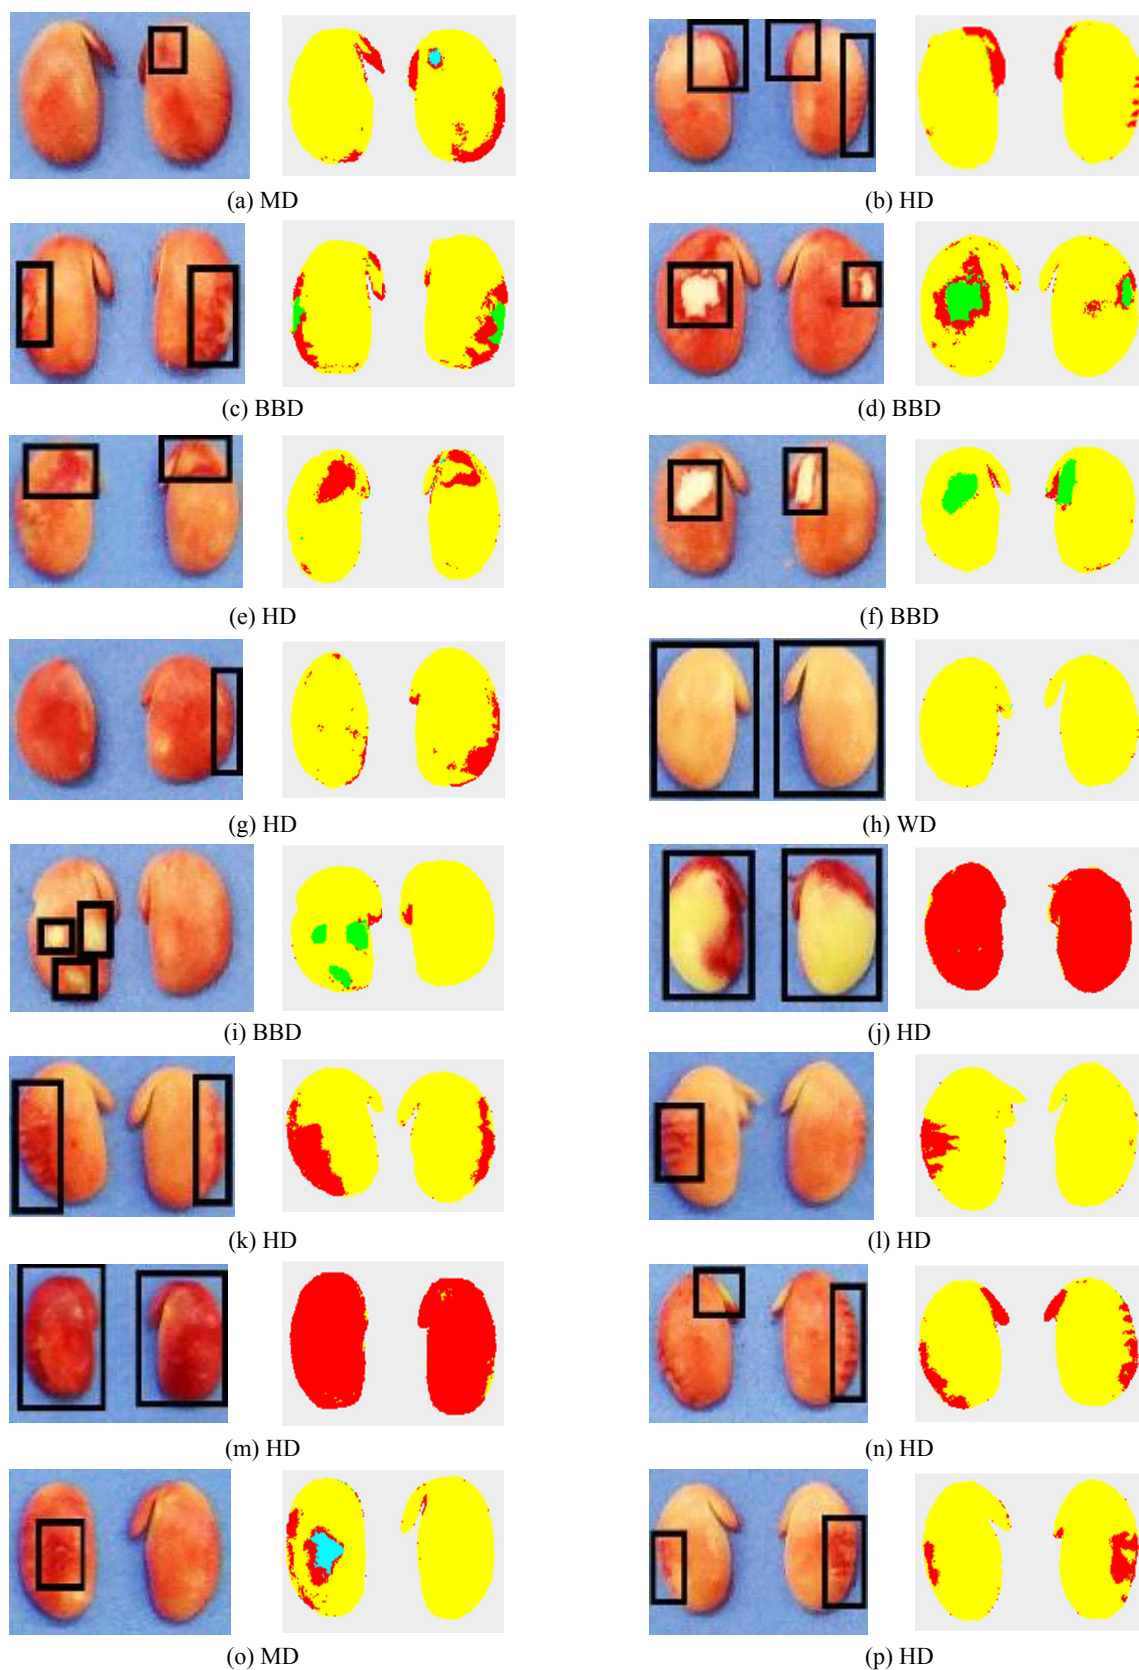 (a) MD
(b) HD
(c) BBD
(d) BBD
(e) HD
(f) BBD
(g) HD
(h) WD
(i) BBD
(j) HD
(k) HD
(l) HD
(m) HD
(n) HD
(o) MD
(p) HD